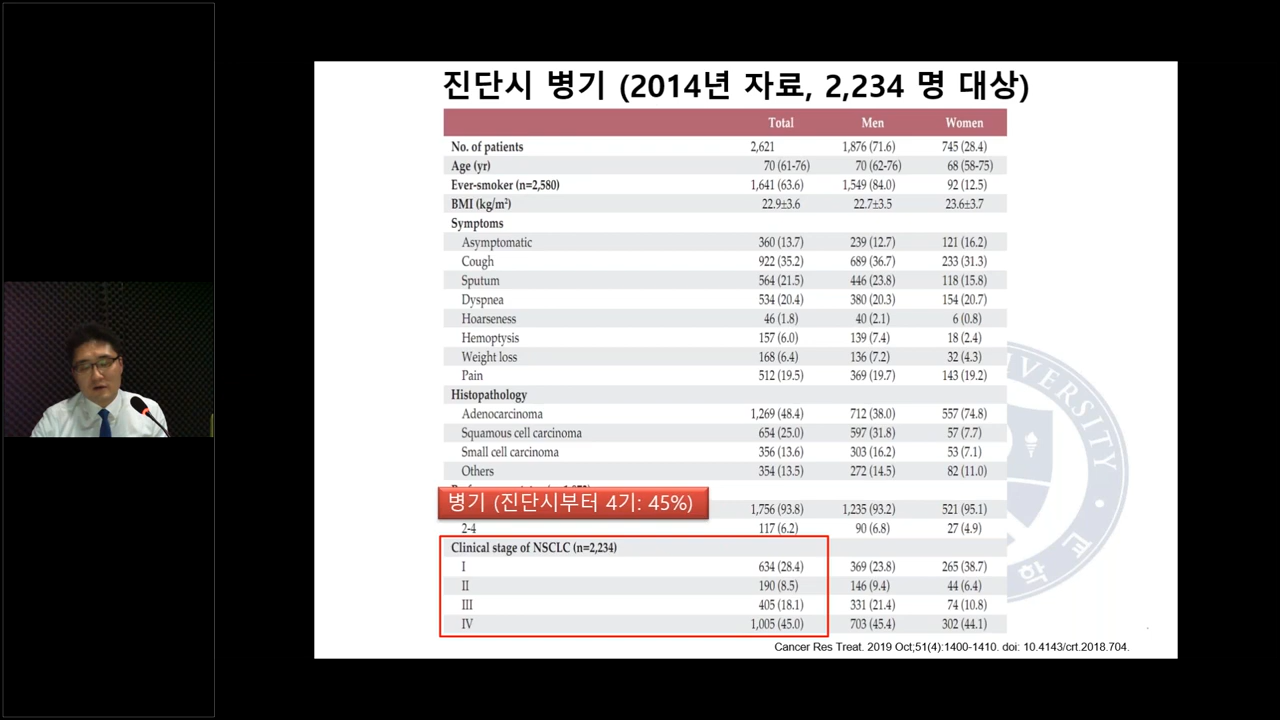 진단시 병기 (2014년 자료, 2,234 명 대상)
Total Men Women
No. of patients 2,621 1,876 (71.6) 745 (28.4)
Age (yr) 70 (61-76) 70 (62-76) 68 (58-75)
Ever-smoker (n=2,580) 1,641 (63.6) 1,549 (84.0) 92 (12.5)
BMI (kg/m²) 22.9±3.6 22.7±3.5 23.6±3.7
Symptoms
Asymptomatic 360 (13.7) 239 (12.7) 121 (16.2)
Cough 922 (35.2) 689 (36.7) 233 (31.3)
Sputum 564 (21.5) 446 (23.8) 118 (15.8)
Dyspnea 534 (20.4) 380 (20.3) 154 (20.7)
Hoarseness 46 (1.8) 40 (2.1) 6 (0.8)
Hemoptysis 157 (6.0) 139 (7.4) 18 (2.4)
Weight loss 168 (6.4) 136 (7.2) 32 (4.3)
Pain 512 (19.5) 369 (19.7) 143 (19.2)
Histopathology
Adenocarcinoma 1,269 (48.4) 712 (38.0) 557 (74.8)
Squamous cell carcinoma 654 (25.0) 597 (31.8) 57 (7.7)
Small cell carcinoma 356 (13.6) 303 (16.2) 53 (7.1)
Others 354 (13.5) 272 (14.5) 82 (11.0)
병기 (진단시부터 4기: 45%)
1,756 (93.8) 1,235 (93.2) 521 (95.1)
2-4 117 (6.2) 90 (6.8) 27 (4.9)
Clinical stage of NSCLC (n=2,234)
I 634 (28.4) 369 (23.8) 265 (38.7)
II 190 (8.5) 146 (9.4) 44 (6.4)
III 405 (18.1) 331 (21.4) 74 (10.8)
IV 1,005 (45.0) 703 (45.4) 302 (44.1)
Cancer Res Treat. 2019 Oct;51(4):1400-1410. doi: 10.4143/crt.2018.704.